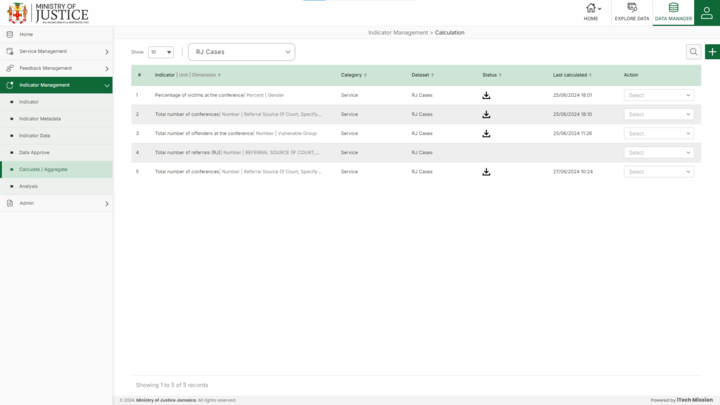 MINISTRY OF
JUSTICE
HOME
EXPLORE DATA
DATA MANAGER
Home
Service Management
Feedback Management
Indicator Management
Indicator
Indicator Metadata
Indicator Data
Data Approve
Calculate | Aggregate
Analysis
Admin
Indicator Management > Calculation
Show 10
RJ Cases
# Indicator | Unit | Dimension Category Dataset Status Last calculated Action
1 Percentage of victims at the conference| Percent | Gender Service RJ Cases 25/06/2024 18:01 Select
2 Total number of conferences| Number | Referral Source (If Court, Specify... Service RJ Cases 25/06/2024 18:10 Select
3 Total number of offenders at the conference| Number | Vulnerable Group Service RJ Cases 25/06/2024 11:26 Select
4 Total number of referrals (RJ)| Number | REFERRAL SOURCE (IF COURT,... Service RJ Cases Select
5 Total number of conferences| Number | Referral Source (If Court, Specify... Service RJ Cases 27/06/2024 10:24 Select
Showing 1 to 5 of 5 records
© 2024 Ministry of Justice Jamaica. All rights reserved.
Powered by iTech Mission